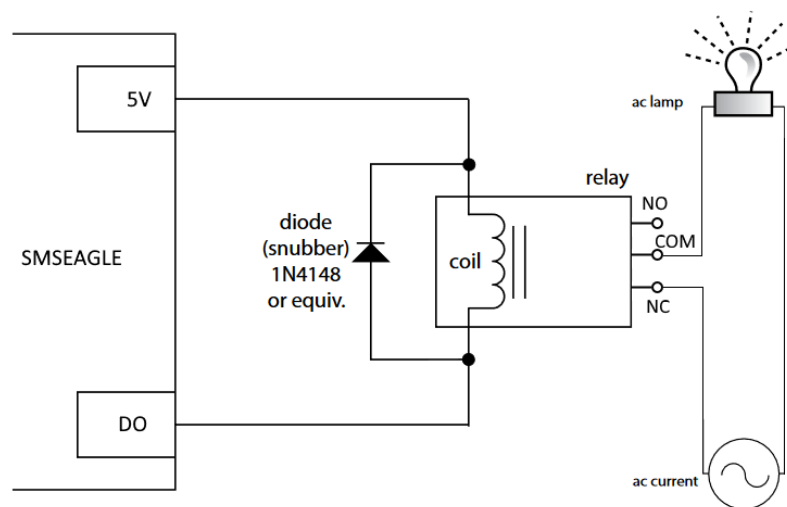 5V
ac lamp
relay
NO
diode
(snubber)
1N4148
or equiv.
COM
SMSEAGLE
coil
NC
DO
ac current